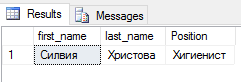 Results Messages
first_name last_name Position
1 Силвия Христова Хигиенист